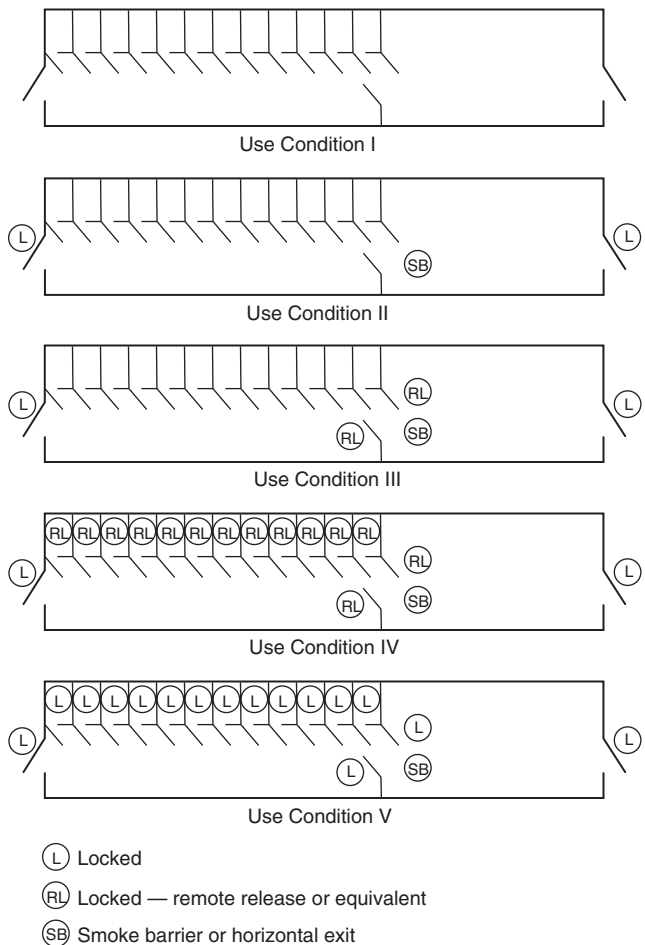 Use Condition I
L L
SB
Use Condition II
RL
L L
RL SB
Use Condition III
RL RL RL RL RL RL RL RL RL RL RL RL
RL
L L
RL SB
Use Condition IV
L L L L L L L L L L L L
L
L L
L SB
Use Condition V
L Locked
RL Locked — remote release or equivalent
SB Smoke barrier or horizontal exit